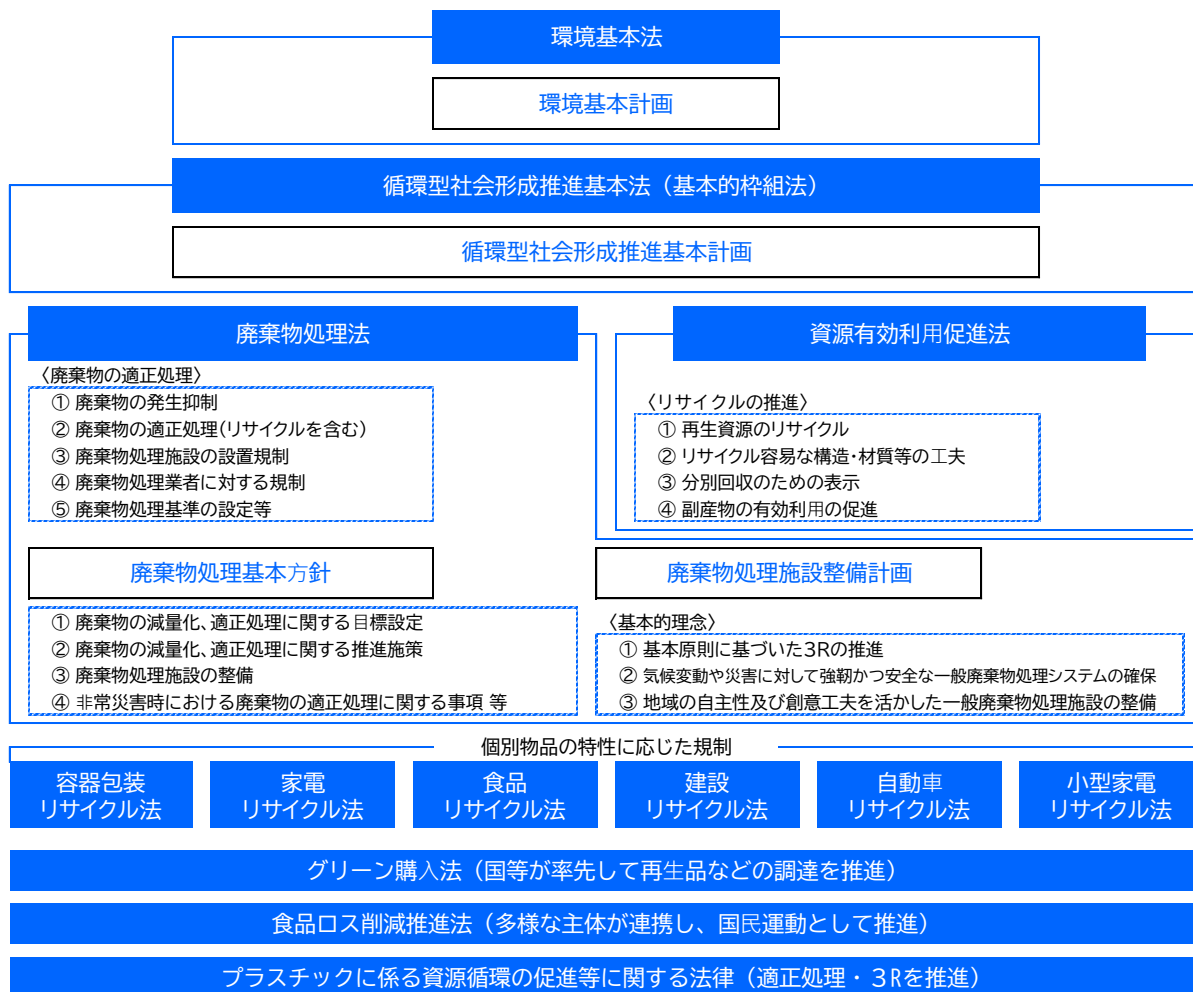 環境基本法
環境基本計画
循環型社会形成推進基本法（基本的枠組法）
循環型社会形成推進基本計画
廃棄物処理法
〈廃棄物の適正処理〉
① 廃棄物の発生抑制
② 廃棄物の適正処理(リサイクルを含む)
③ 廃棄物処理施設の設置規制
④ 廃棄物処理業者に対する規制
⑤ 廃棄物処理基準の設定等
資源有効利用促進法
〈リサイクルの推進〉
① 再生資源のリサイクル
② リサイクル容易な構造・材質等の工夫
③ 分別回収のための表示
④ 副産物の有効利用の促進
廃棄物処理基本方針
① 廃棄物の減量化、適正処理に関する目標設定
② 廃棄物の減量化、適正処理に関する推進施策
③ 廃棄物処理施設の整備
④ 非常災害時における廃棄物の適正処理に関する事項 等
廃棄物処理施設整備計画
〈基本的理念〉
① 基本原則に基づいた3Rの推進
② 気候変動や災害に対して強靭かつ安全な一般廃棄物処理システムの確保
③ 地域の自主性及び創意工夫を活かした一般廃棄物処理施設の整備
個別物品の特性に応じた規制
容器包装
リサイクル法
家電
リサイクル法
食品
リサイクル法
建設
リサイクル法
自動車
リサイクル法
小型家電
リサイクル法
グリーン購入法（国等が率先して再生品などの調達を推進）
食品ロス削減推進法（多様な主体が連携し、国民運動として推進）
プラスチックに係る資源循環の促進等に関する法律（適正処理・３Rを推進）